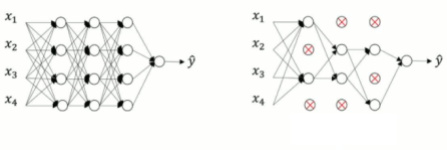 x₁ x₁
x₂ x₂
ŷ ŷ
x₃ x₃
x₄ x₄